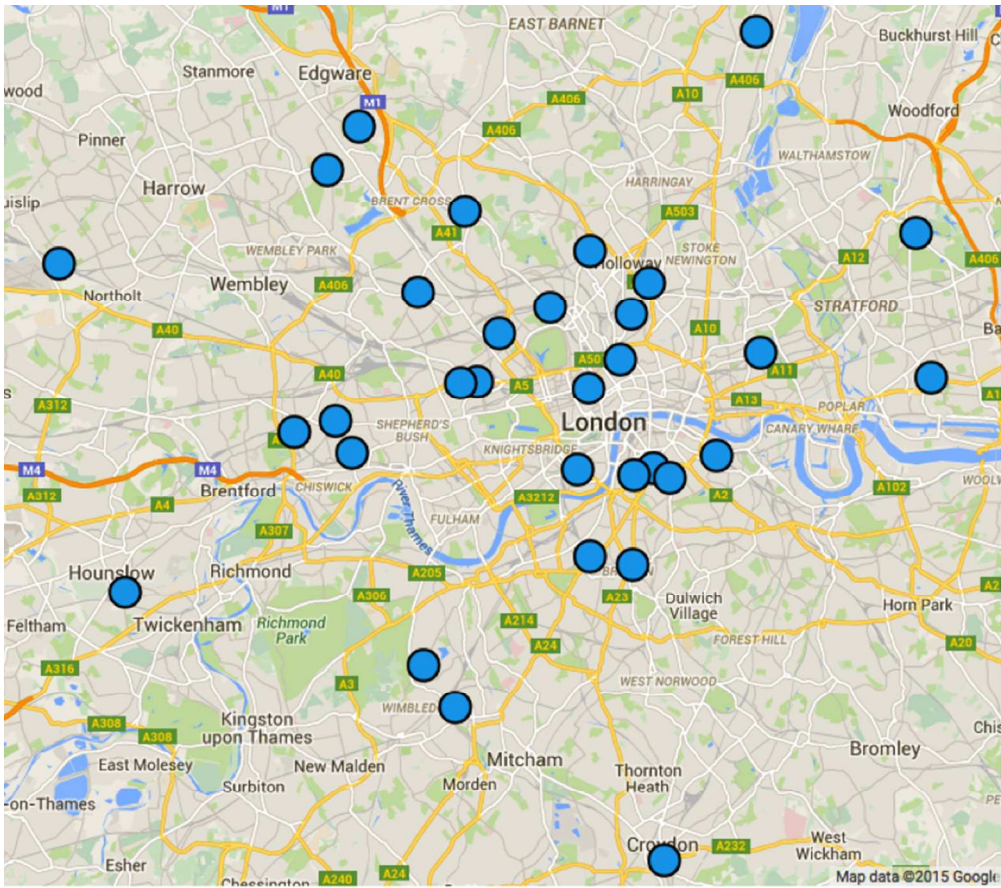 M1
EAST BARNET
Buckhurst Hill
Stanmore
Edgware
A406
wood
A10
M1
A406
Woodford
Pinner
A406
WALTHAMSTOW
Harrow
HARRINGAY
uislip
BRENT CROSS
A503
A41
WEMBLEY PARK
STOKE
NEWINGTON
A12
A406
Holloway
Northolt
Wembley
A406
STRATFORD
A40
A10
A501
A11
A40
A5
A312
A13
POPLAR
SHEPHERD'S
BUSH
London
CANARY WHARF
KNIGHTSBRIDGE
M4
M4
A312
Brentford
CHISWICK
A4
A3212
A2
A102
River Thames
FULHAM
A307
Hounslow
Richmond
A205
A306
A23
Dulwich
Village
Horn Park
Feltham
Twickenham
Richmond
Park
A214
A24
FOREST HILL
A20
A316
A3
WEST NORWOOD
WIMBLED
A308
A308
Kingston
upon Thames
Bromley
East Molesey
New Malden
Mitcham
Thornton
Heath
Surbiton
Morden
-on-Thames
Croydon
A232
West
Wickham
Esher
Chessington
A240
A24
Map data ©2015 Googl